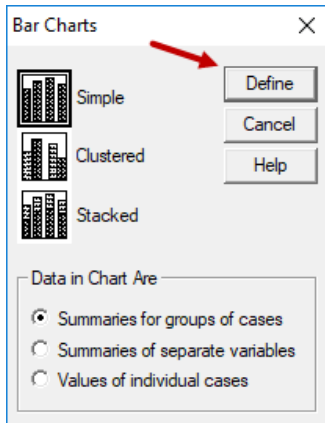 Bar Charts
Simple
Clustered
Stacked
Define
Cancel
Help
Data in Chart Are
Summaries for groups of cases
Summaries of separate variables
Values of individual cases